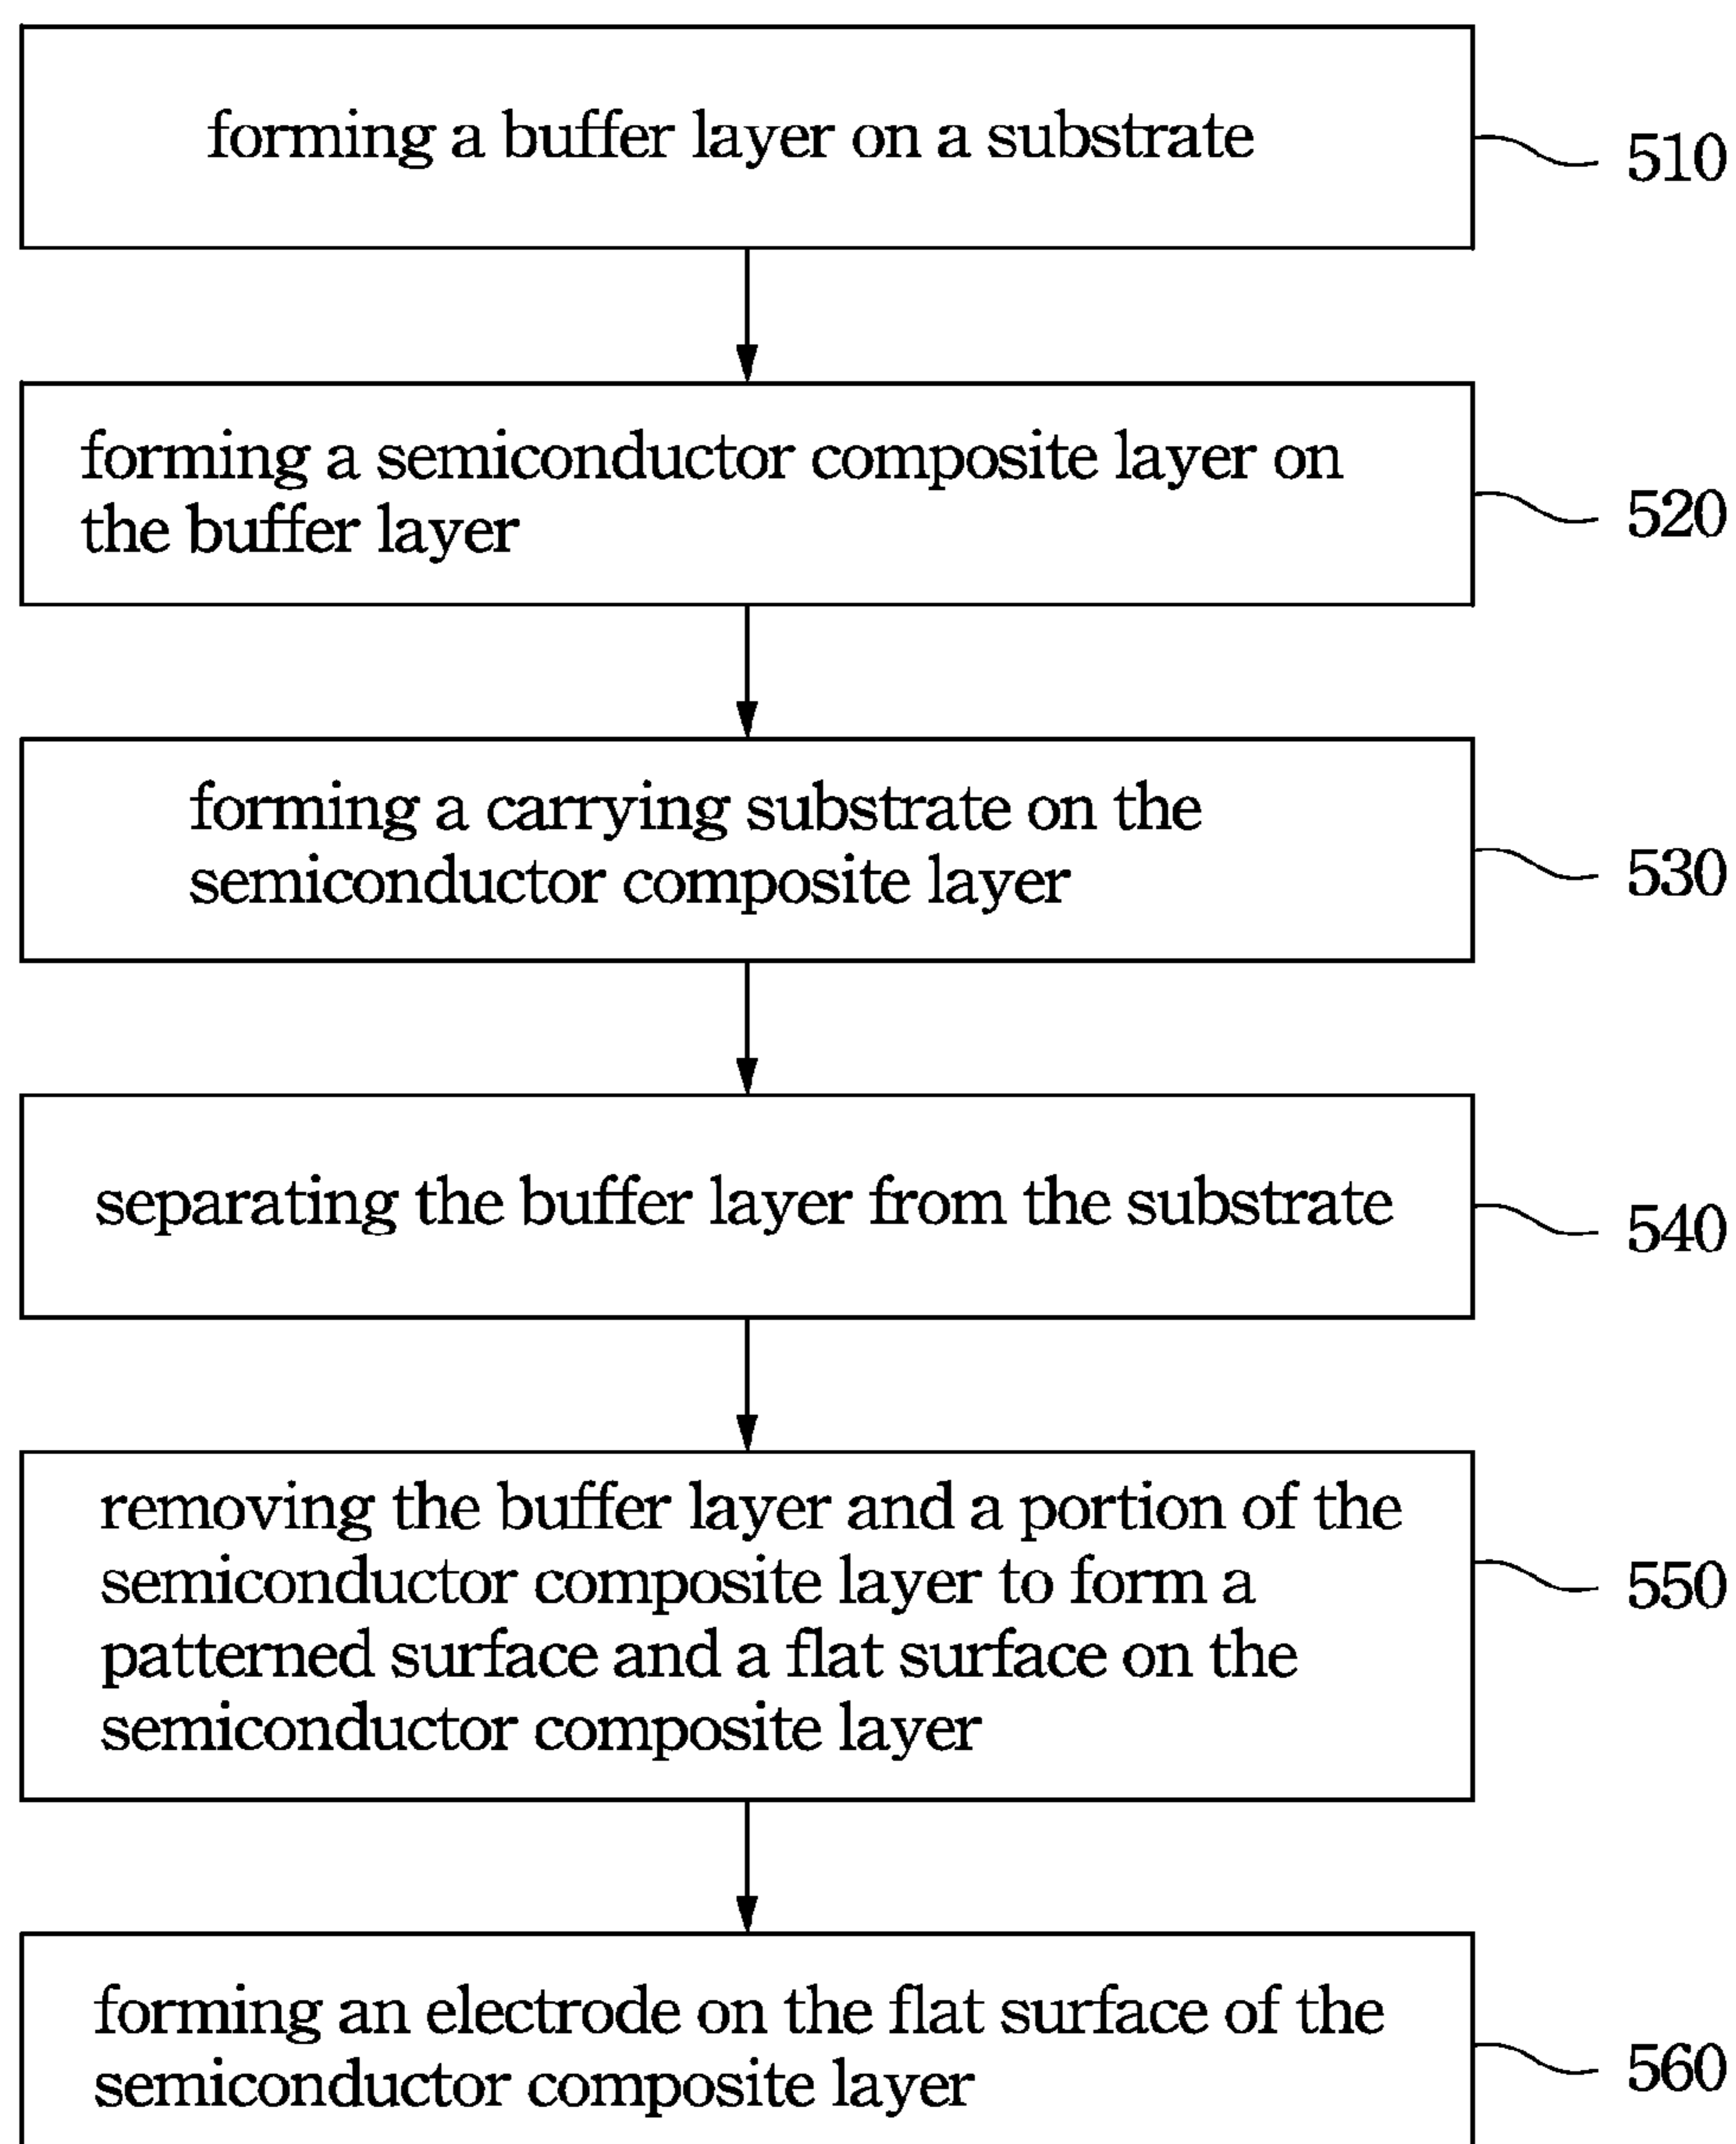 forming a buffer layer on a substrate
510
forming a semiconductor composite layer on
the buffer layer
520
forming a carrying substrate on the
semiconductor composite layer
530
separating the buffer layer from the substrate
540
removing the buffer layer and a portion of the
semiconductor composite layer to form a
patterned surface and a flat surface on the
semiconductor composite layer
550
forming an electrode on the flat surface of the
semiconductor composite layer
560